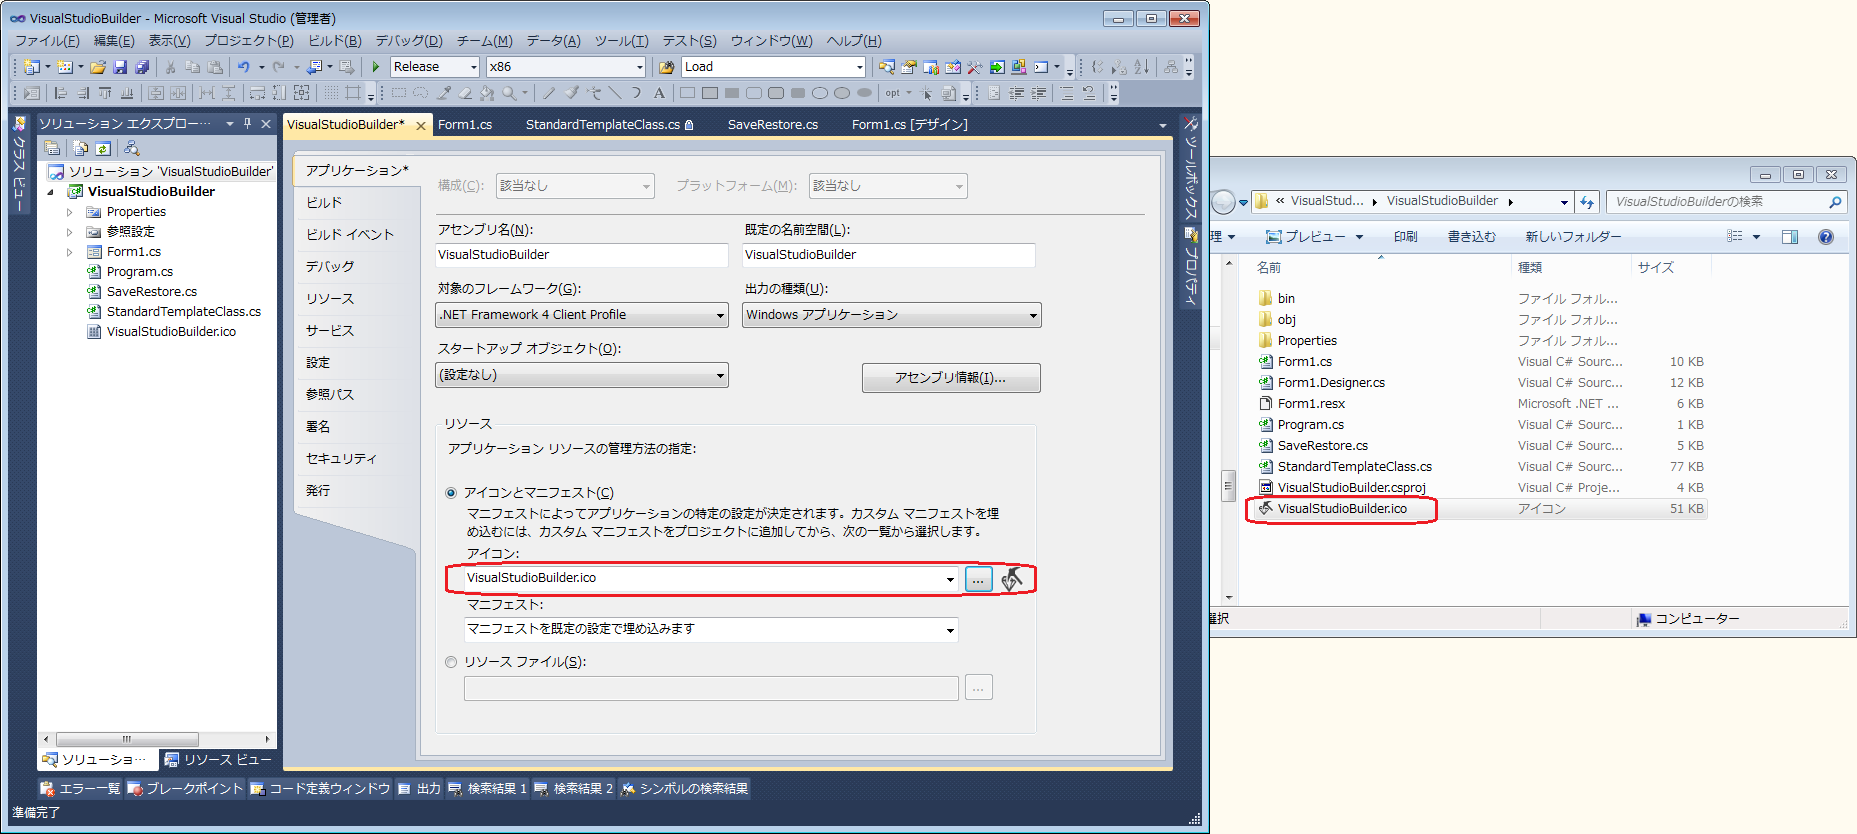 VisualStudioBuilder - Microsoft Visual Studio (管理者)
ファイル(F) 編集(E) 表示(V) プロジェクト(P) ビルド(B) デバッグ(D) チーム(M) データ(A) ツール(T) テスト(S) ウィンドウ(W) ヘルプ(H)
Release x86 Load
A opt
クラス ビュー
ソリューション エクスプロー…
ソリューション 'VisualStudioBuilder'
VisualStudioBuilder
Properties
参照設定
Form1.cs
Program.cs
SaveRestore.cs
StandardTemplateClass.cs
VisualStudioBuilder.ico
ソリューショ… リソース ビュー
VisualStudioBuilder* Form1.cs StandardTemplateClass.cs SaveRestore.cs Form1.cs [デザイン]
アプリケーション*
ビルド
ビルド イベント
デバッグ
リソース
サービス
設定
参照パス
署名
セキュリティ
発行
構成(C): 該当なし プラットフォーム(M): 該当なし
アセンブリ名(N): 既定の名前空間(L):
VisualStudioBuilder VisualStudioBuilder
対象のフレームワーク(G): 出力の種類(U):
.NET Framework 4 Client Profile Windows アプリケーション
スタートアップ オブジェクト(O):
(設定なし) アセンブリ情報(I)...
リソース
アプリケーション リソースの管理方法の指定:
アイコンとマニフェスト(C)
マニフェストによってアプリケーションの特定の設定が決定されます。カスタム マニフェストを埋
め込むには、カスタム マニフェストをプロジェクトに追加してから、次の一覧から選択します。
アイコン:
VisualStudioBuilder.ico ...
マニフェスト:
マニフェストを既定の設定で埋め込みます
リソース ファイル(S):
...
ツールボックス
プロパティ
エラー一覧 ブレークポイント コード定義ウィンドウ 出力 検索結果 1 検索結果 2 シンボルの検索結果
準備完了
« VisualStud... VisualStudioBuilder VisualStudioBuilderの検索
理 プレビュー 印刷 書き込む 新しいフォルダー
名前 種類 サイズ
bin ファイル フォル...
obj ファイル フォル...
Properties ファイル フォル...
Form1.cs Visual C# Sourc... 10 KB
Form1.Designer.cs Visual C# Sourc... 12 KB
Form1.resx Microsoft .NET ... 6 KB
Program.cs Visual C# Sourc... 1 KB
SaveRestore.cs Visual C# Sourc... 5 KB
StandardTemplateClass.cs Visual C# Sourc... 77 KB
VisualStudioBuilder.csproj Visual C# Proje... 4 KB
VisualStudioBuilder.ico アイコン 51 KB
選択 コンピューター